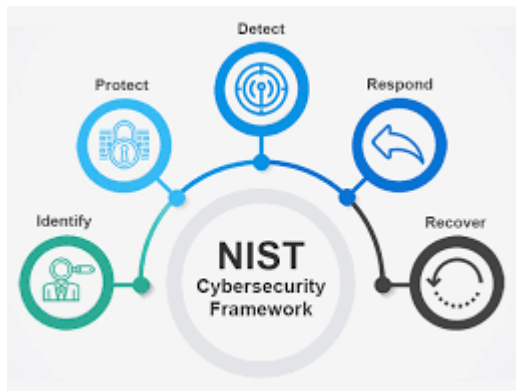 Detect
Protect
Respond
Identify
Recover
NIST
Cybersecurity
Framework